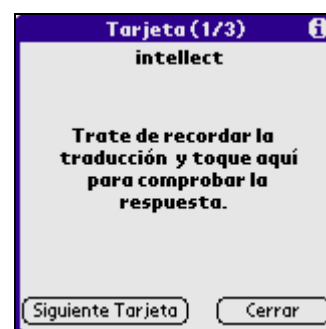 Tarjeta (1/3) i
intellect
Trate de recordar la
traducción y toque aquí
para comprobar la
respuesta.
Siguiente Tarjeta Cerrar